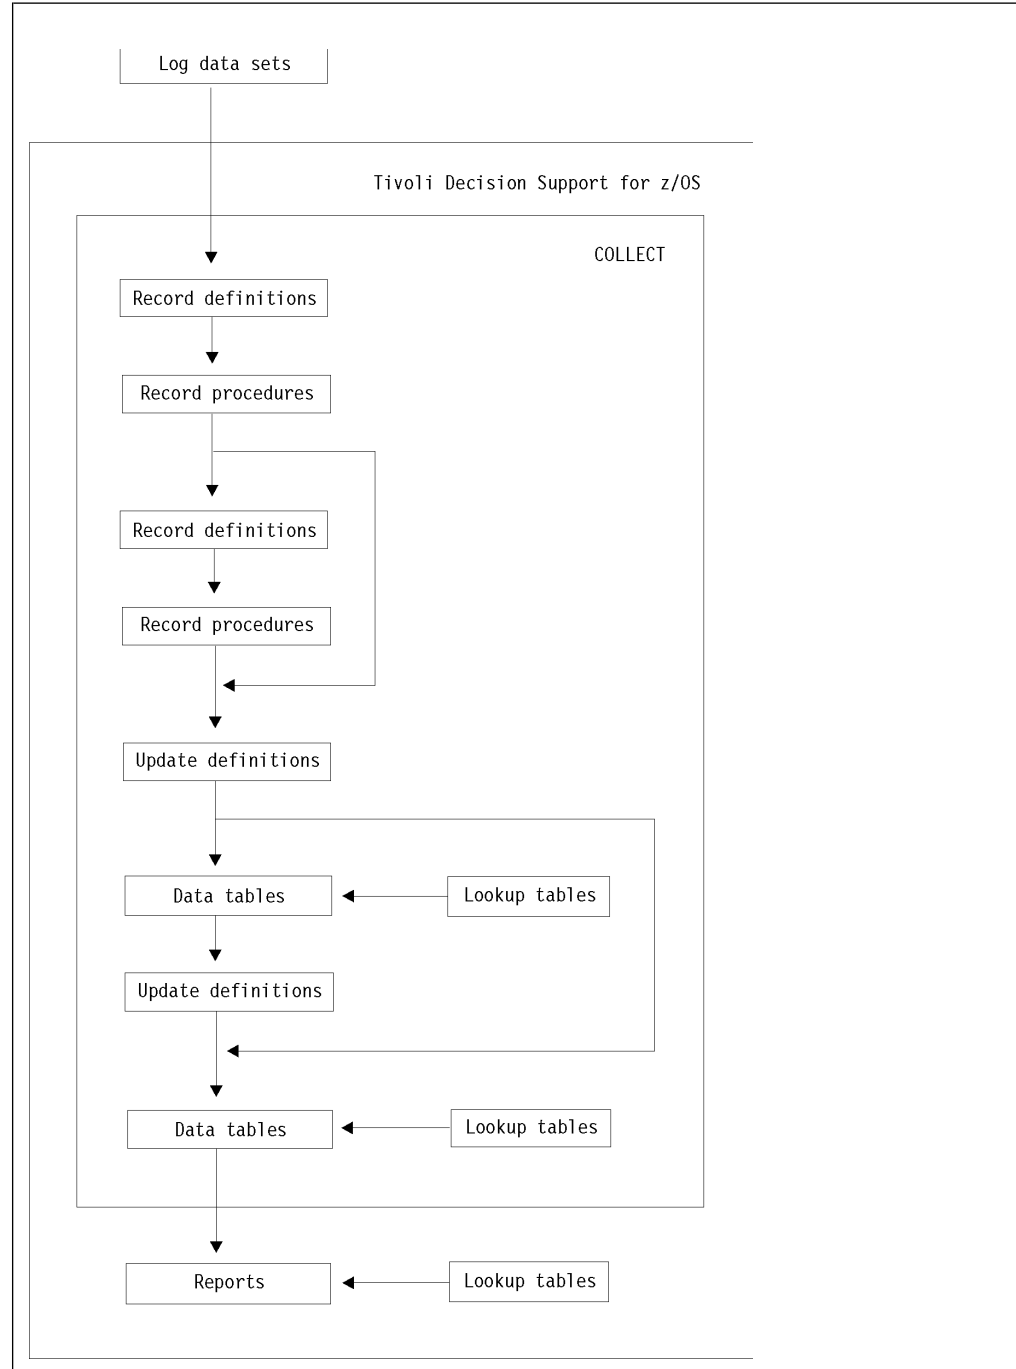 Log data sets
Tivoli Decision Support for z/OS
COLLECT
Record definitions
Record procedures
Record definitions
Record procedures
Update definitions
Data tables
Lookup tables
Update definitions
Data tables
Lookup tables
Reports
Lookup tables